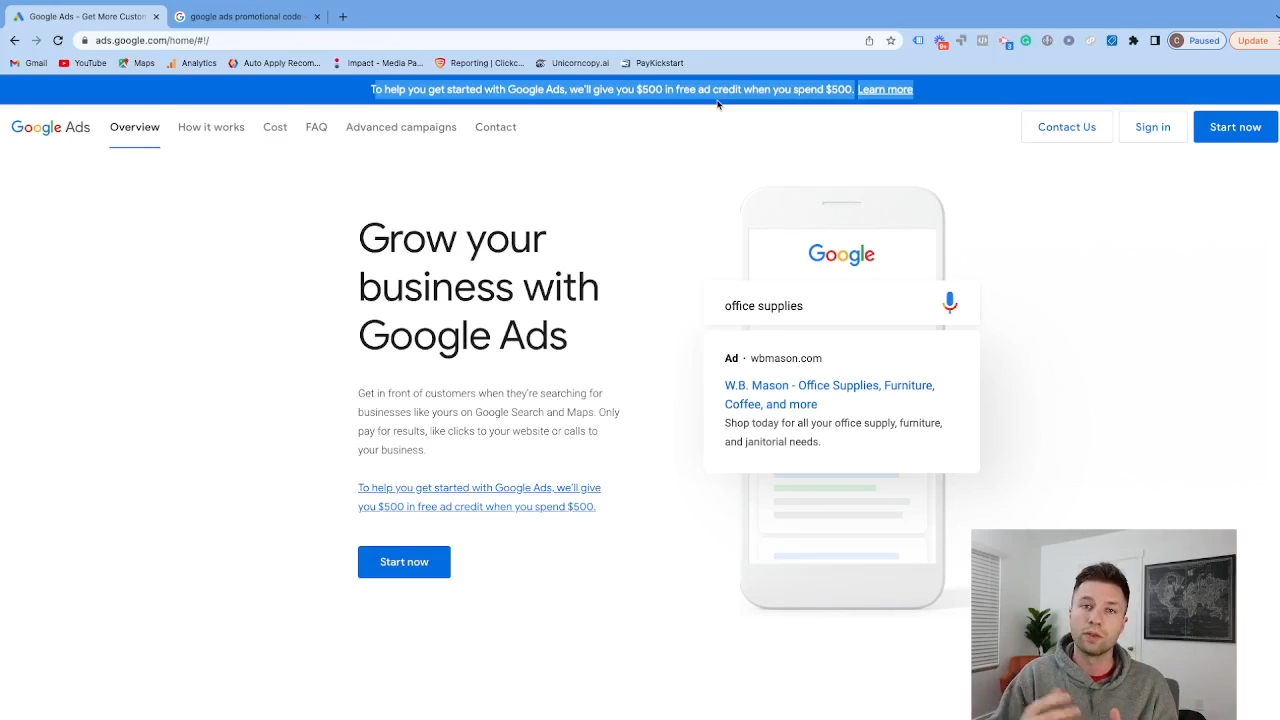 Google Ads - Get More Custom
google ads promotional code
ads.google.com/home/#!/
9+
8
C Paused
Update
Gmail
YouTube
Maps
Analytics
Auto Apply Recom...
Impact - Media Pa...
Reporting | Clickc...
Unicorncopy.ai
PayKickstart
To help you get started with Google Ads, we'll give you $500 in free ad credit when you spend $500. Learn more
Google Ads
Overview
How it works
Cost
FAQ
Advanced campaigns
Contact
Contact Us
Sign in
Start now
Grow your
business with
Google Ads
Get in front of customers when they're searching for
businesses like yours on Google Search and Maps. Only
pay for results, like clicks to your website or calls to
your business.
To help you get started with Google Ads, we'll give
you $500 in free ad credit when you spend $500.
Start now
Google
office supplies
Ad · wbmason.com
W.B. Mason - Office Supplies, Furniture,
Coffee, and more
Shop today for all your office supply, furniture,
and janitorial needs.